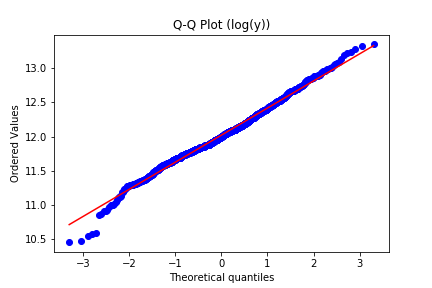 Q-Q Plot (log(y))
13.0
12.5
12.0
11.5
11.0
10.5
Ordered Values
−3 −2 −1 0 1 2 3
Theoretical quantiles